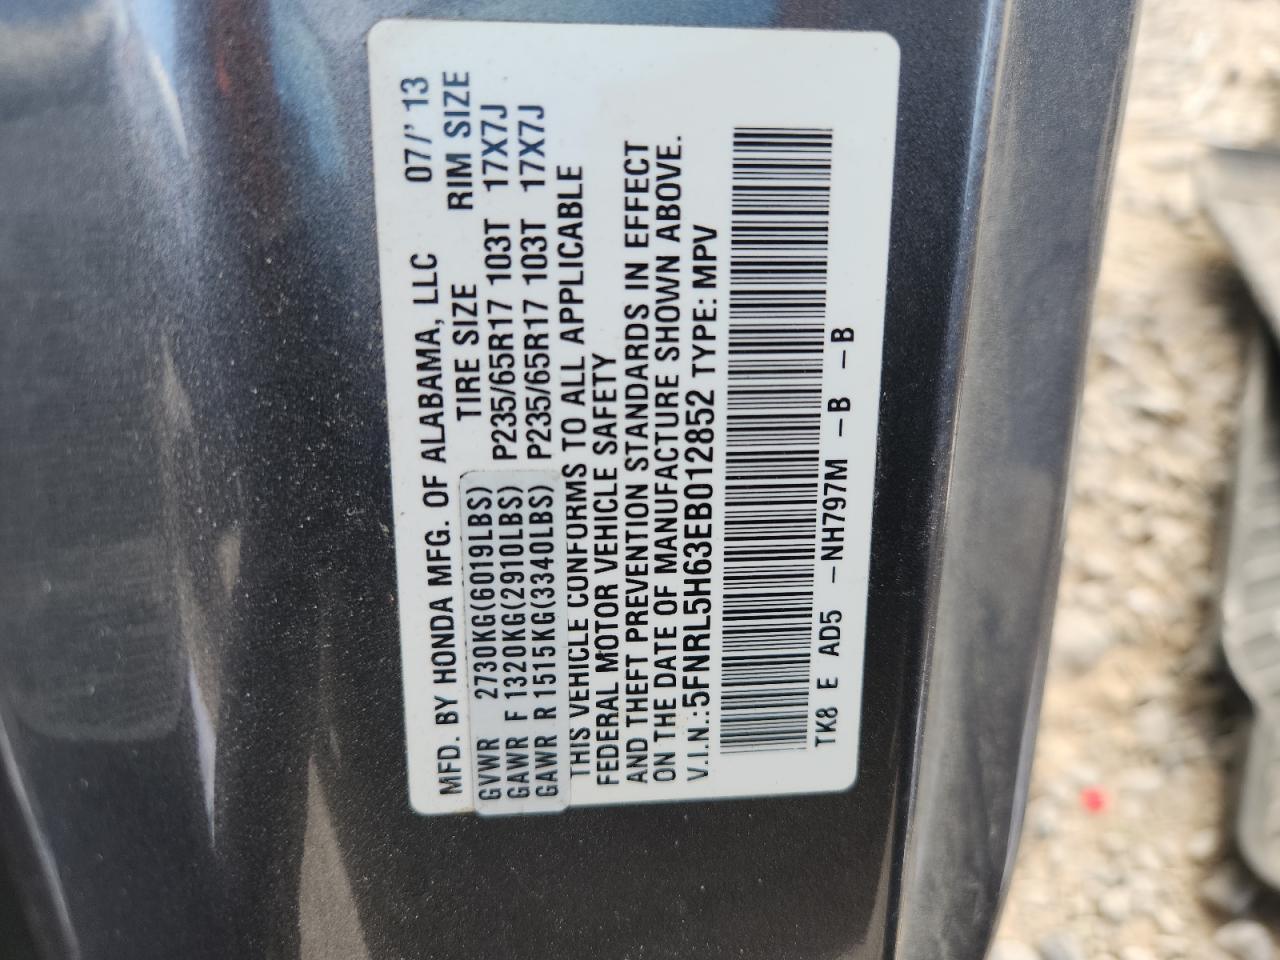 MFD. BY HONDA MFG. OF ALABAMA, LLC 07/'13
TIRE SIZE RIM SIZE
GVWR 2730KG(6019LBS)
GAWR F 1320KG(2910LBS) P235/65R17 103T 17X7J
GAWR R 1515KG(3340LBS) P235/65R17 103T 17X7J
THIS VEHICLE CONFORMS TO ALL APPLICABLE
FEDERAL MOTOR VEHICLE SAFETY
AND THEFT PREVENTION STANDARDS IN EFFECT
ON THE DATE OF MANUFACTURE SHOWN ABOVE.
V.I.N.:5FNRL5H63EB012852 TYPE: MPV
TK8 E AD5 -NH797M -B -B